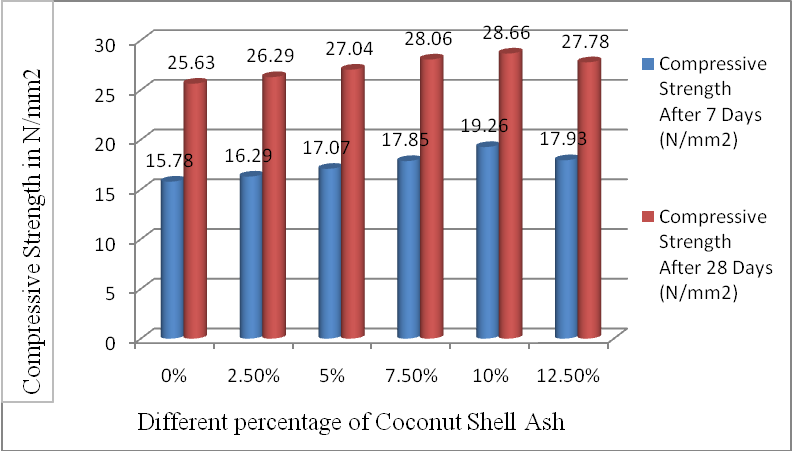 Compressive Strength in N/mm2
30
25
20
15
10
5
0
25.63
26.29
27.04
28.06
28.66
27.78
15.78
16.29
17.07
17.85
19.26
17.93
0%
2.50%
5%
7.50%
10%
12.50%
Different percentage of Coconut Shell Ash
Compressive
Strength
After 7 Days
(N/mm2)
Compressive
Strength
After 28 Days
(N/mm2)